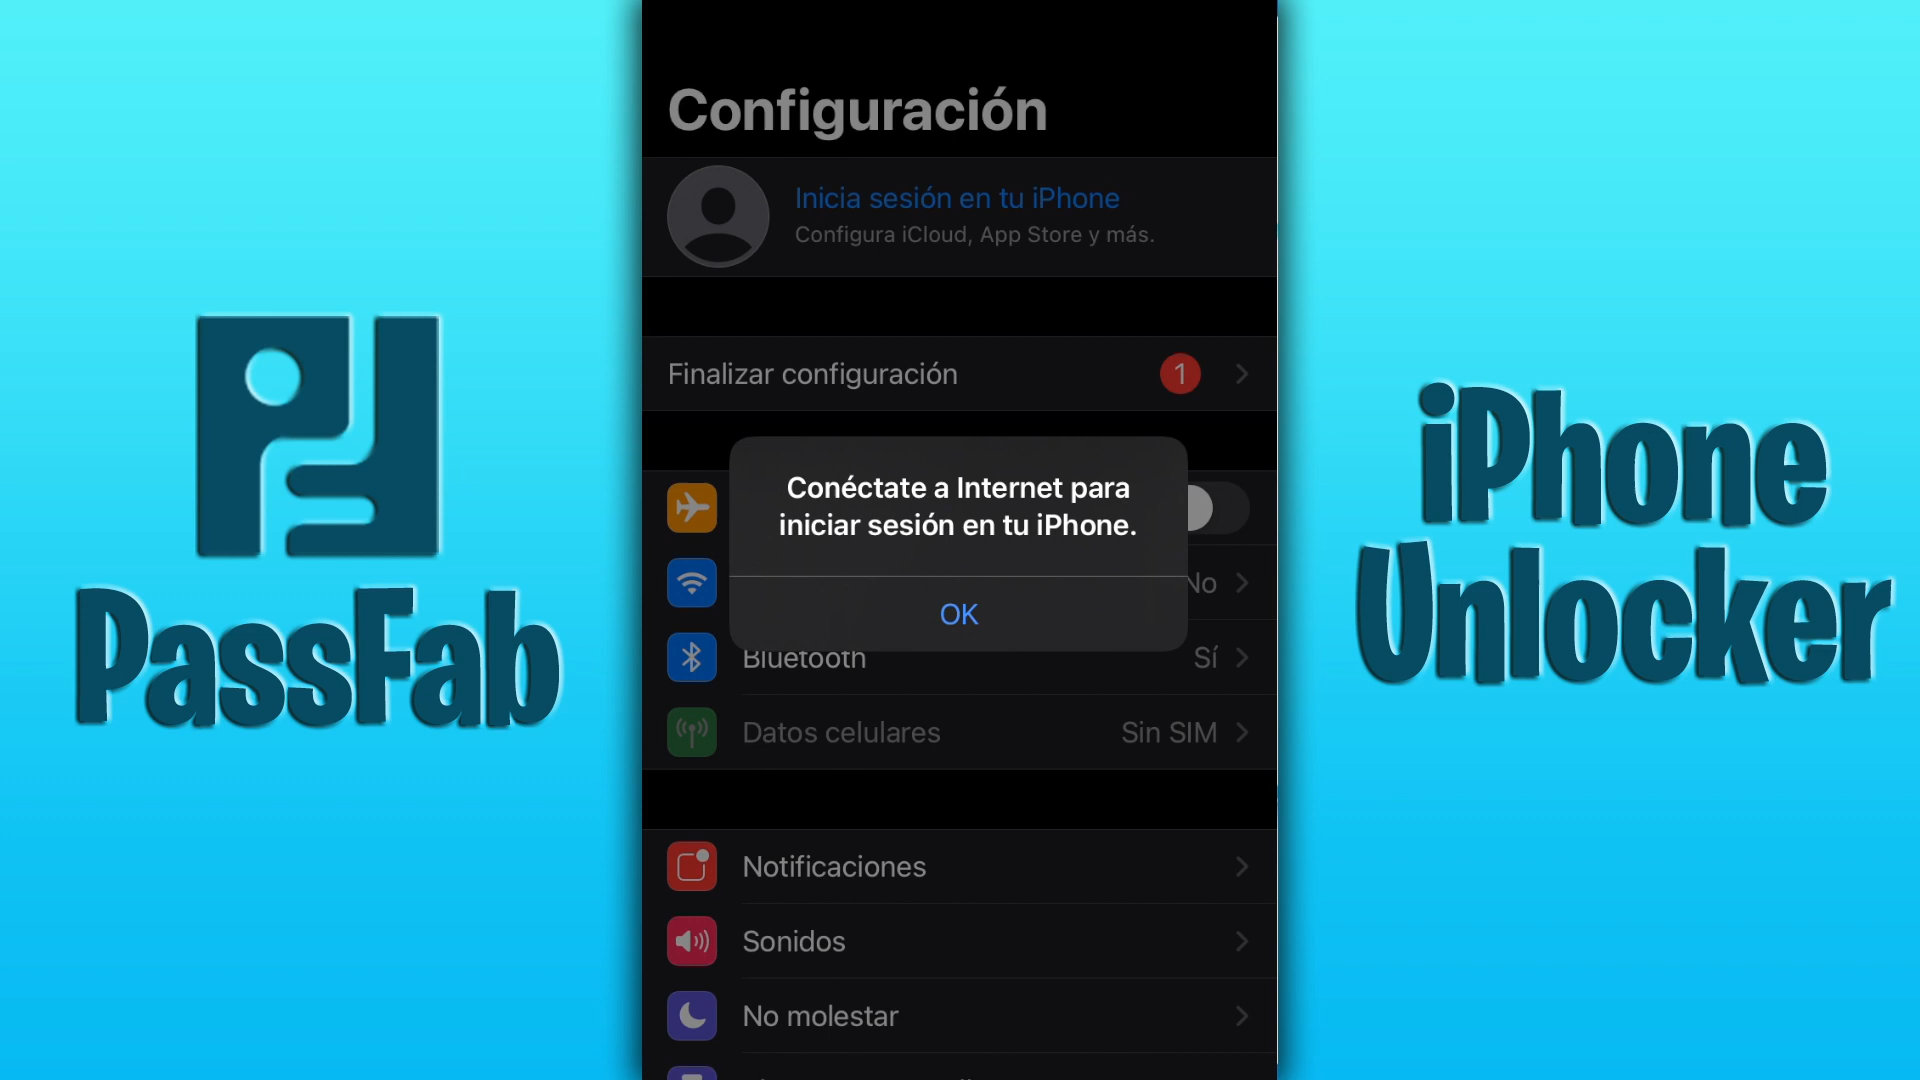 PassFab
Configuración
Inicia sesión en tu iPhone
Configura iCloud, App Store y más.
Finalizar configuración 1
Conéctate a Internet para
iniciar sesión en tu iPhone.
No
OK
Bluetooth Sí
Datos celulares Sin SIM
Notificaciones
Sonidos
No molestar
iPhone
Unlocker